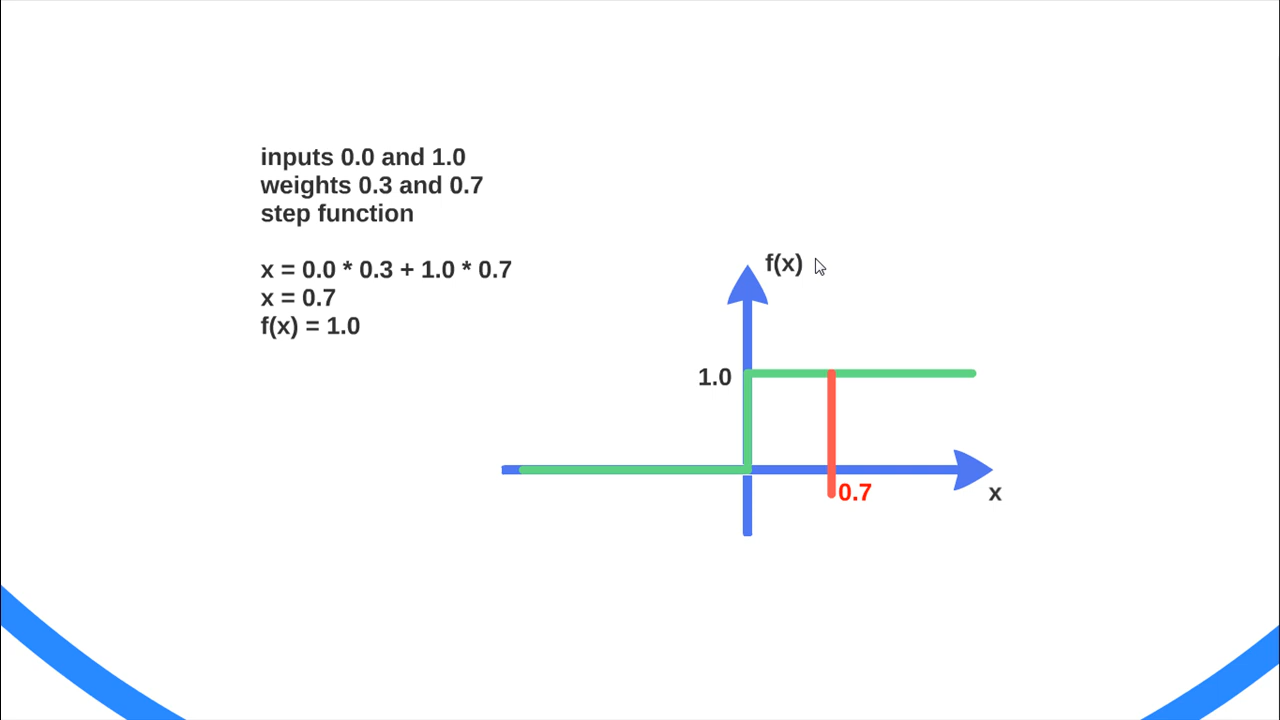 inputs 0.0 and 1.0
weights 0.3 and 0.7
step function
x = 0.0 * 0.3 + 1.0 * 0.7
x = 0.7
f(x) = 1.0
f(x)
1.0
0.7
x